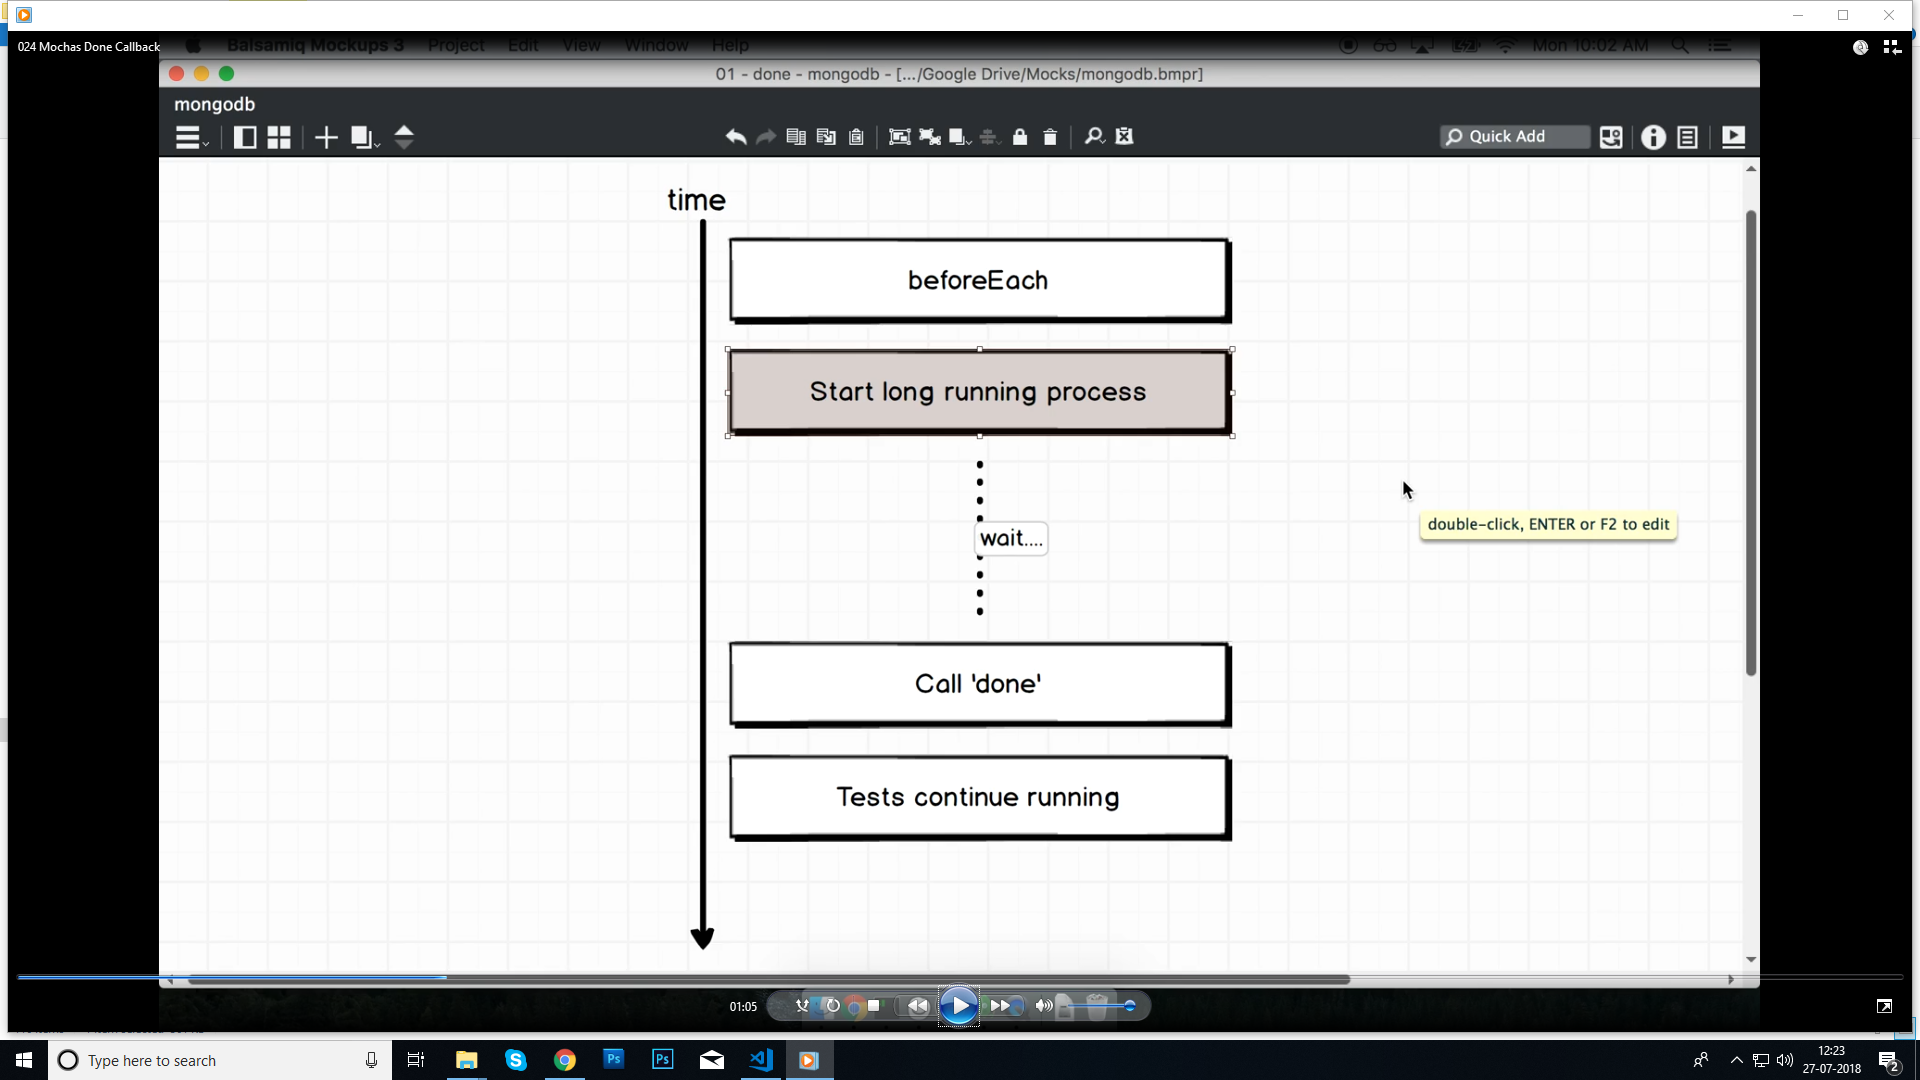 024 Mochas Done Callback
Balsamiq Mockups 3 Project Edit View Window Help Mon 10:02 AM
01 - done - mongodb - [.../Google Drive/Mocks/mongodb.bmpr]
mongodb
Quick Add
time
beforeEach
Start long running process
wait....
double-click, ENTER or F2 to edit
Call 'done'
Tests continue running
01:05
Type here to search
Ps
Ps
12:23
27-07-2018
2